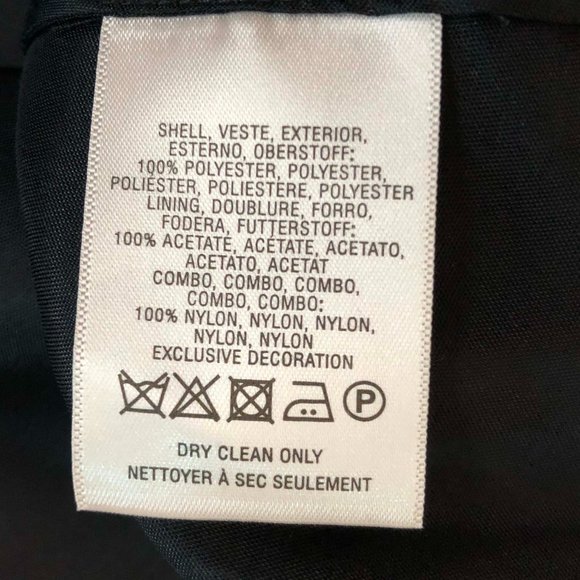 SHELL, VESTE, EXTERIOR,
ESTERNO, OBERSTOFF:
100% POLYESTER, POLYESTER,
POLIÉSTER, POLIESTERE, POLYESTER
LINING, DOUBLURE, FORRO,
FODERA, FUTTERSTOFF:
100% ACETATE, ACÉTATE, ACETATO,
ACETATO, ACETAT
COMBO, COMBO, COMBO,
COMBO, COMBO:
100% NYLON, NYLON, NYLON,
NYLON, NYLON
EXCLUSIVE DECORATION
P
DRY CLEAN ONLY
NETTOYER À SEC SEULEMENT